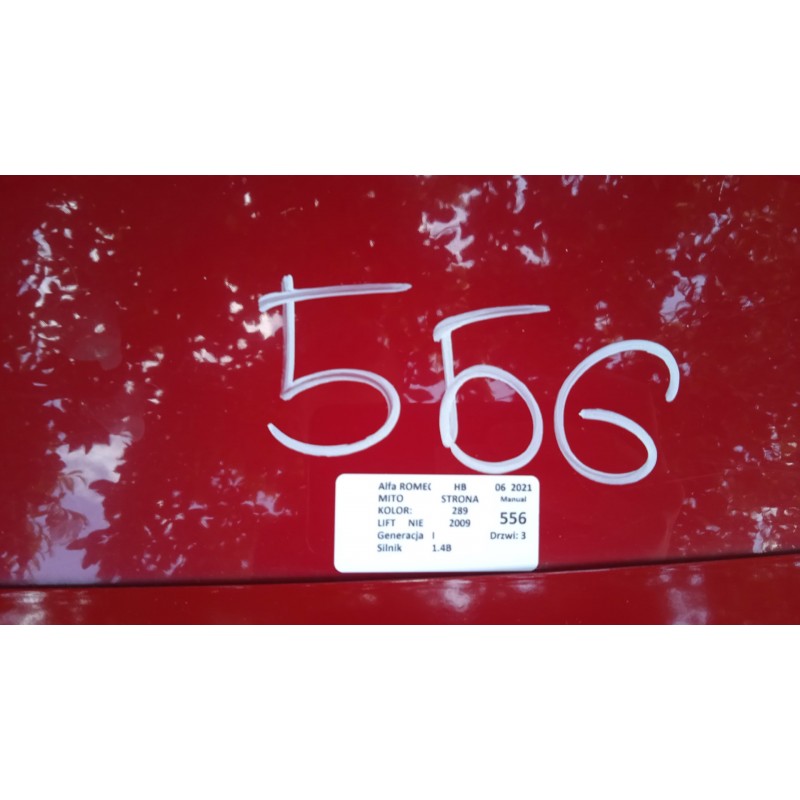 556
Alfa ROMEC HB 06 2021
MITO STRONA Manual
KOLOR: 289
LIFT NIE 2009 556
Generacja I Drzwi: 3
Silnik 1.4B